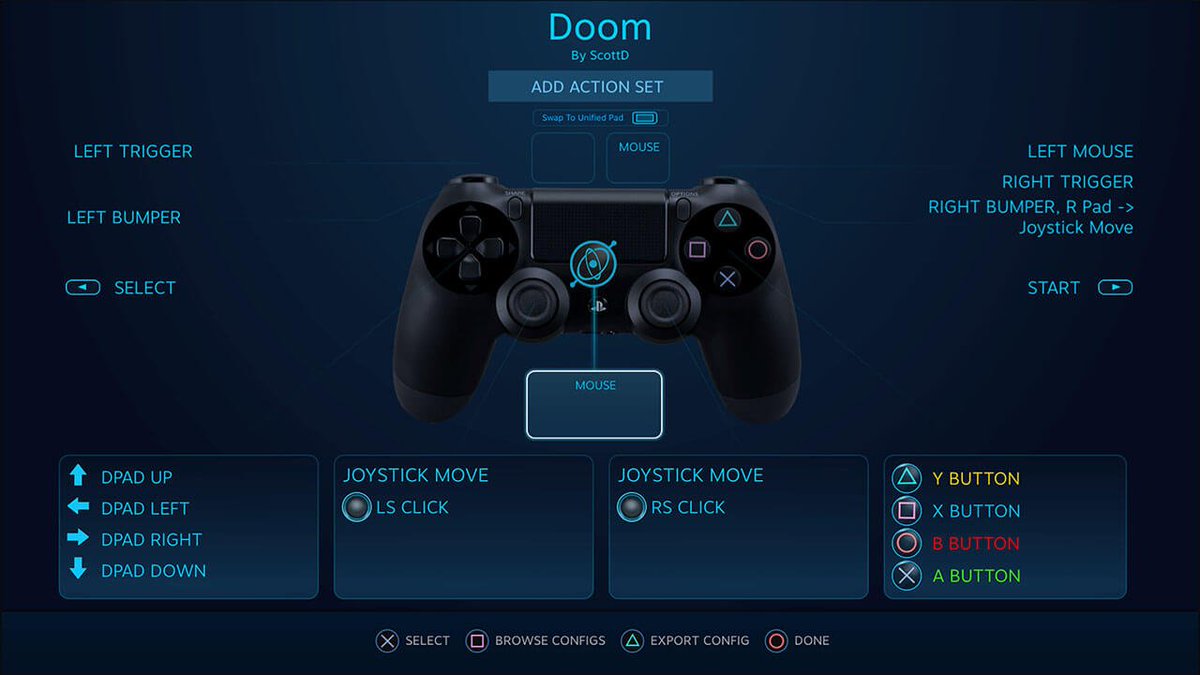 Doom
By ScottD
ADD ACTION SET
Swap To Unified Pad
MOUSE
LEFT TRIGGER
LEFT BUMPER
SELECT
LEFT MOUSE
RIGHT TRIGGER
RIGHT BUMPER, R Pad ->
Joystick Move
START
SHARE
OPTIONS
MOUSE
DPAD UP
DPAD LEFT
DPAD RIGHT
DPAD DOWN
JOYSTICK MOVE
LS CLICK
JOYSTICK MOVE
RS CLICK
Y BUTTON
X BUTTON
B BUTTON
A BUTTON
SELECT BROWSE CONFIGS EXPORT CONFIG DONE